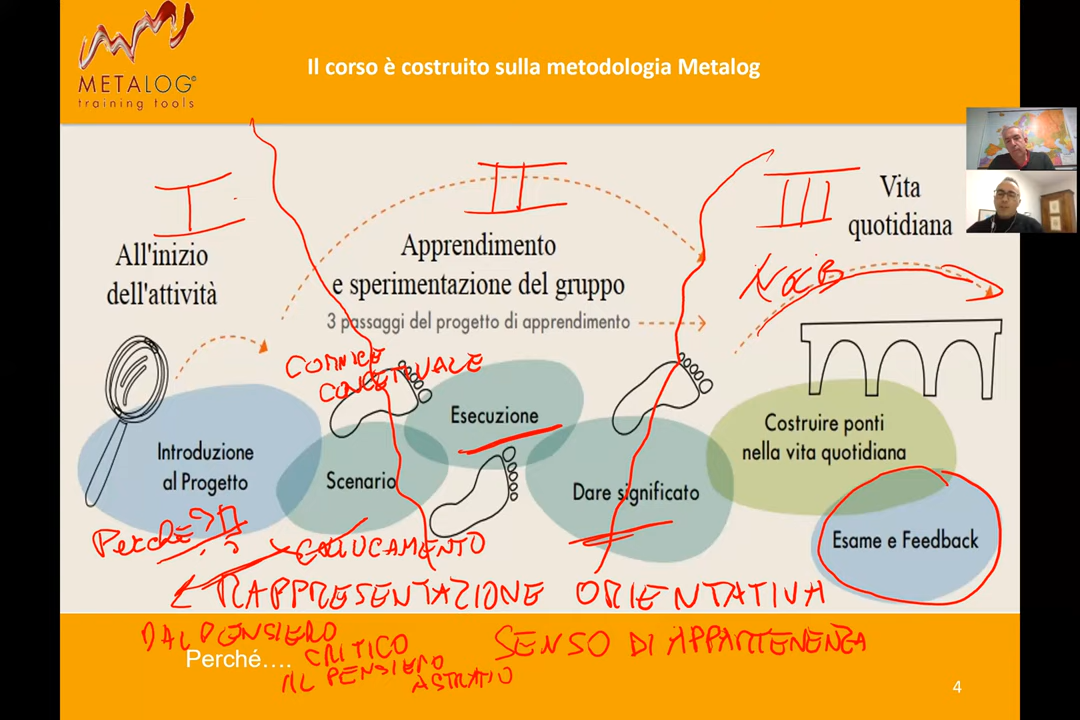 METALOG©
training tools
Il corso è costruito sulla metodologia Metalog
I
II
III
All'inizio
dell'attività
Apprendimento
e sperimentazione del gruppo
3 passaggi del progetto di apprendimento
Vita
quotidiana
CORNICE
CONCETTUALE
Introduzione
al Progetto
Scenario
Esecuzione
Dare significato
Costruire ponti
nella vita quotidiana
Esame e Feedback
Perché?
RAPPRESENTAZIONE ORIENTATIVA
DAL PENSIERO
CRITICO
AL PENSIERO
ASTRATTO
SENSO DI APPARTENENZA
Perché....
4